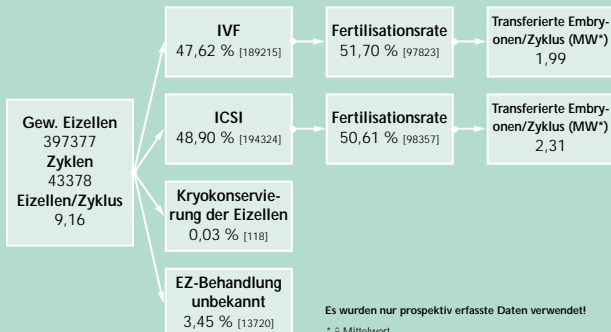 Gew. Eizellen
397377
Zyklen
43378
Eizellen/Zyklus
9,16
IVF
47,62 % [189215]
Fertilisationsrate
51,70 % [97823]
Transferierte Embry-
onen/Zyklus (MW*)
1,99
ICSI
48,90 % [194324]
Fertilisationsrate
50,61 % [98357]
Transferierte Embry-
onen/Zyklus (MW*)
2,31
Kryokonservie-
rung der Eizellen
0,03 % [118]
EZ-Behandlung
unbekannt
3,45 % [13720]
Es wurden nur prospektiv erfasste Daten verwendet!
* ≙ Mittelwert